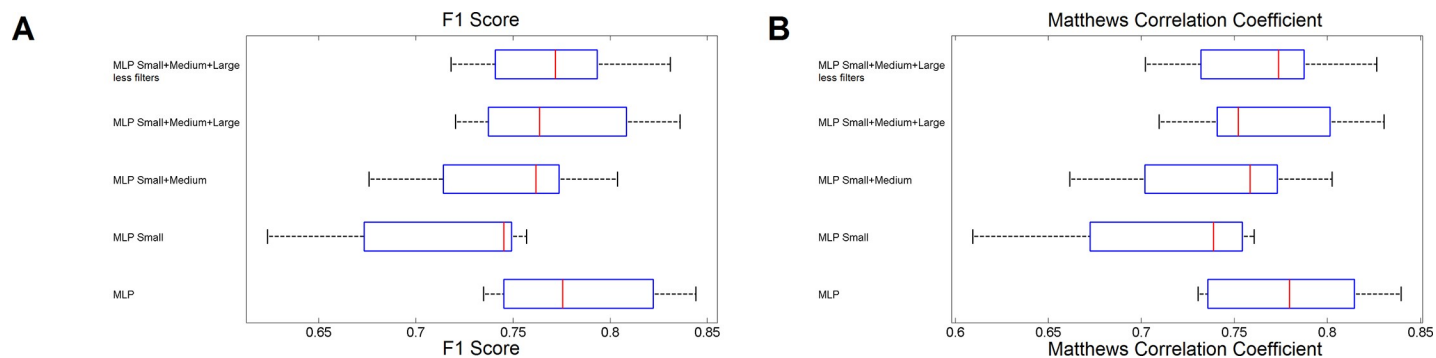 A
F1 Score
MLP Small+Medium+Large
less filters
MLP Small+Medium+Large
MLP Small+Medium
MLP Small
MLP
0.65 0.7 0.75 0.8 0.85
F1 Score
B
Matthews Correlation Coefficient
MLP Small+Medium+Large
less filters
MLP Small+Medium+Large
MLP Small+Medium
MLP Small
MLP
0.6 0.65 0.7 0.75 0.8 0.85
Matthews Correlation Coefficient